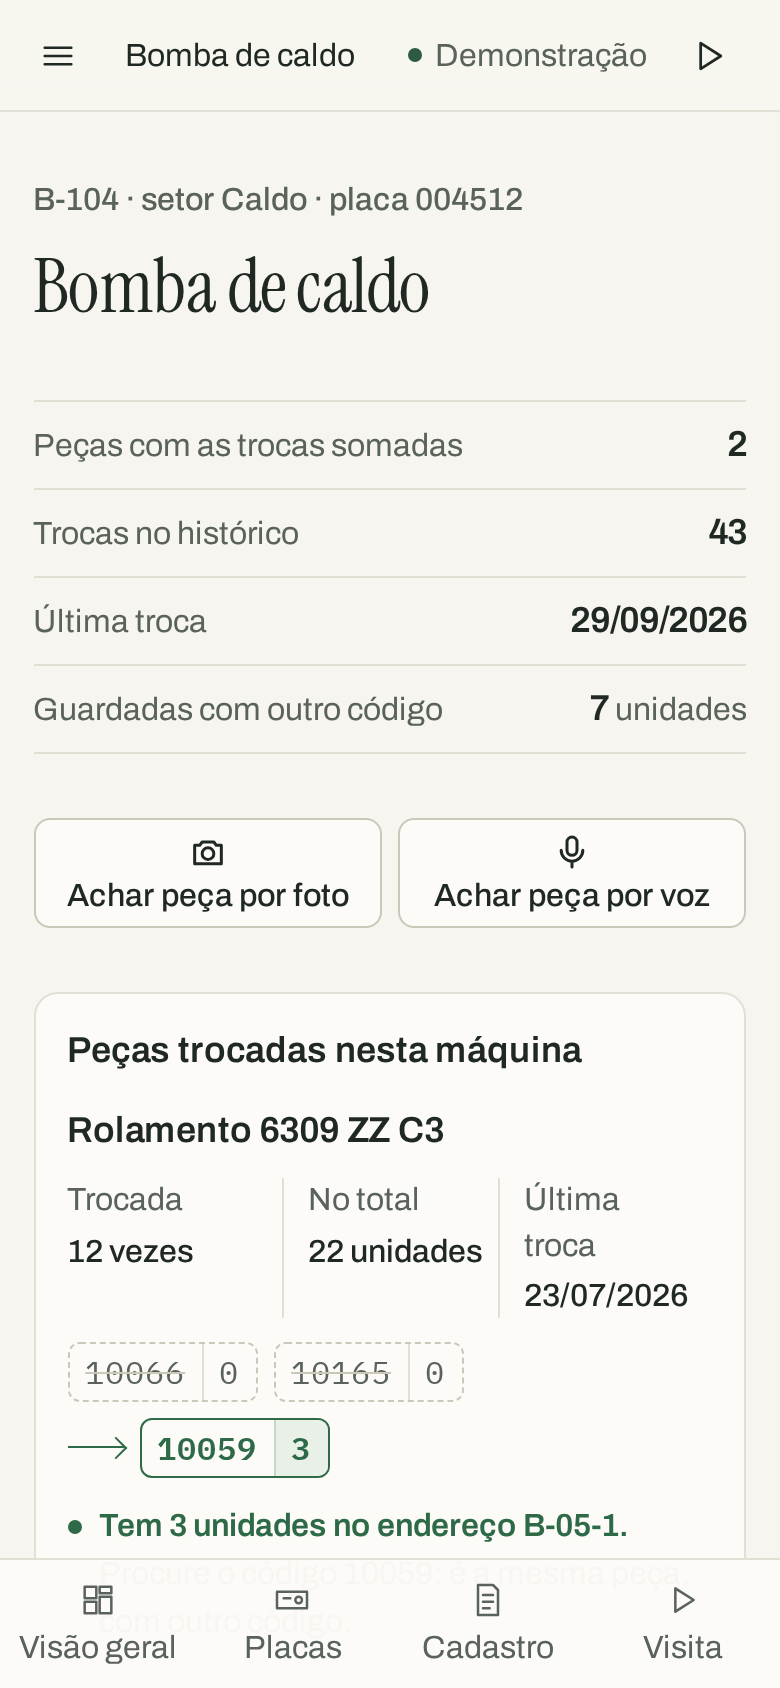 Bomba de caldo
Demonstração
B-104 · setor Caldo · placa 004512
Bomba de caldo
Peças com as trocas somadas 2
Trocas no histórico 43
Última troca 29/09/2026
Guardadas com outro código 7 unidades
Achar peça por foto
Achar peça por voz
Peças trocadas nesta máquina
Rolamento 6309 ZZ C3
Trocada
12 vezes
No total
22 unidades
Última
troca
23/07/2026
10066 0
10165 0
10059 3
Tem 3 unidades no endereço B-05-1.
Procure o código 10059: é a mesma peça,
com outro código.
Visão geral
Placas
Cadastro
Visita